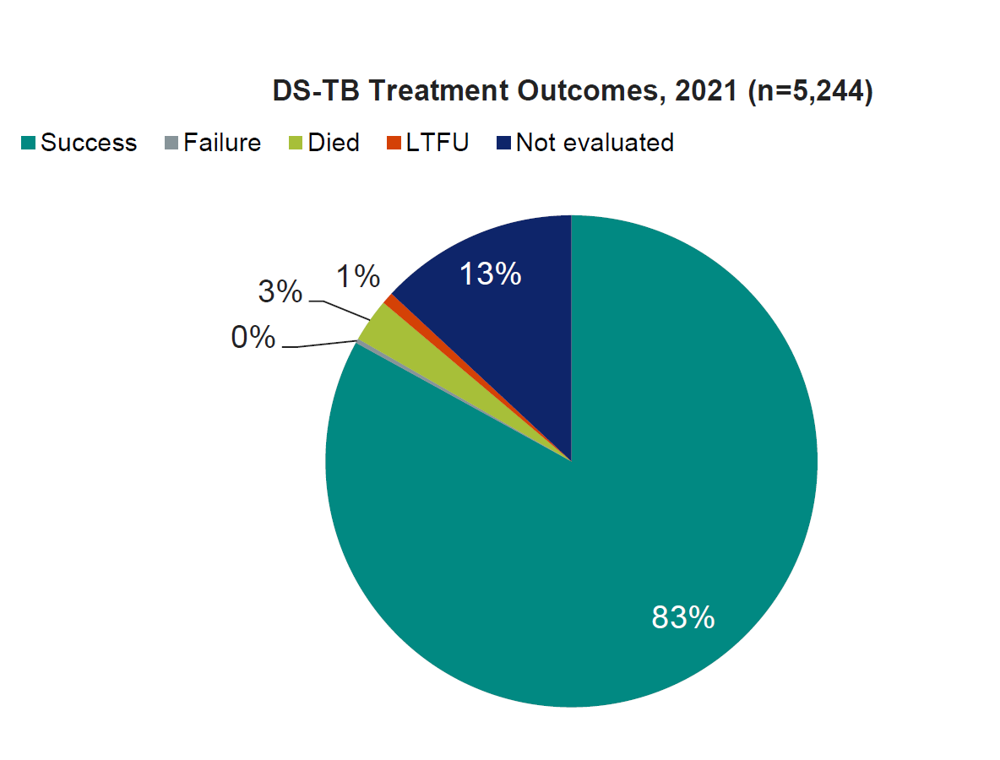 DS-TB Treatment Outcomes, 2021 (n=5,244)
Success Failure Died LTFU Not evaluated
13%
1%
3%
0%
83%